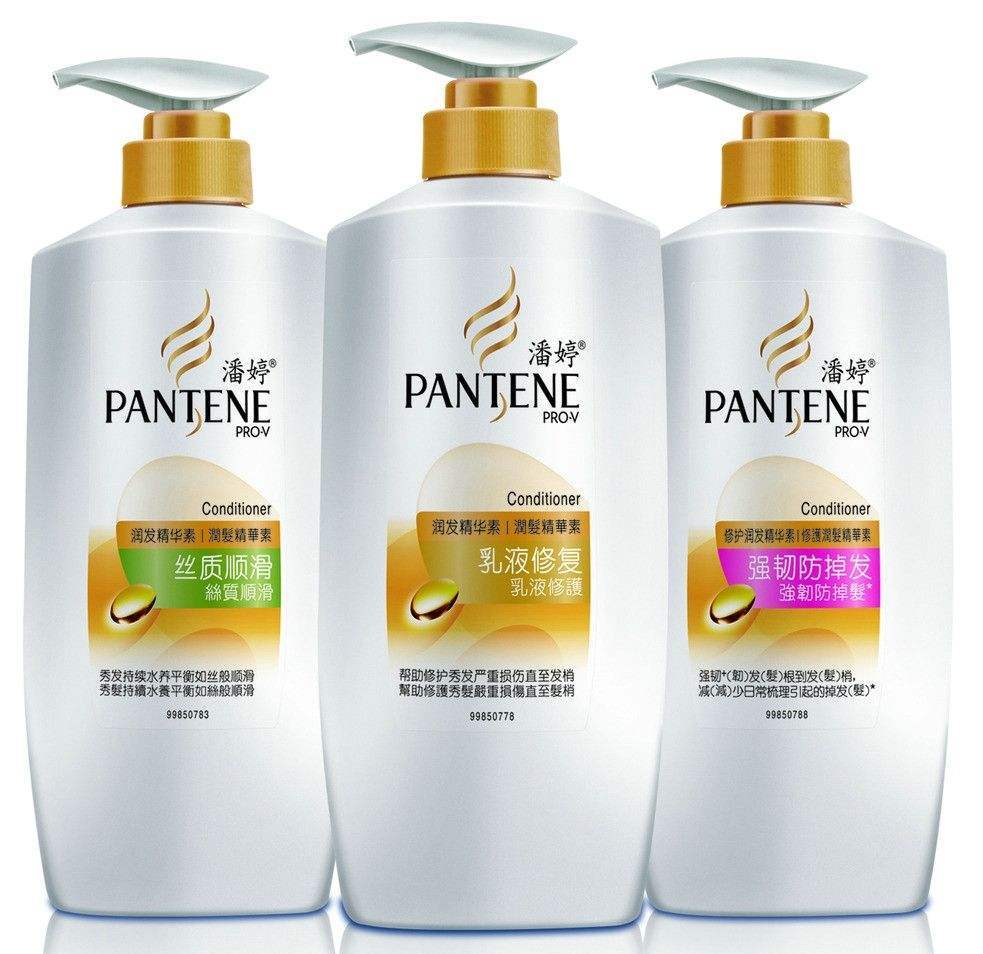 潘婷®
PANTENE
PRO-V
Conditioner
润发精华素 | 潤髮精華素
丝质顺滑
絲質順滑
秀发持续水养平衡如丝般顺滑
秀髮持續水養平衡如絲般順滑
99850783
潘婷®
PANTENE
PRO-V
Conditioner
润发精华素 | 潤髮精華素
乳液修复
乳液修護
帮助修护秀发严重损伤直至发梢
幫助修護秀髮嚴重損傷直至髮梢
99850778
潘婷®
PANTENE
PRO-V
Conditioner
修护润发精华素 | 修護潤髮精華素
强韧防掉发
強韌防掉髮*
强韧+(韌)发(髮)根到发(髮)梢,
减(減)少日常梳理引起的掉发(髮)*
99850788